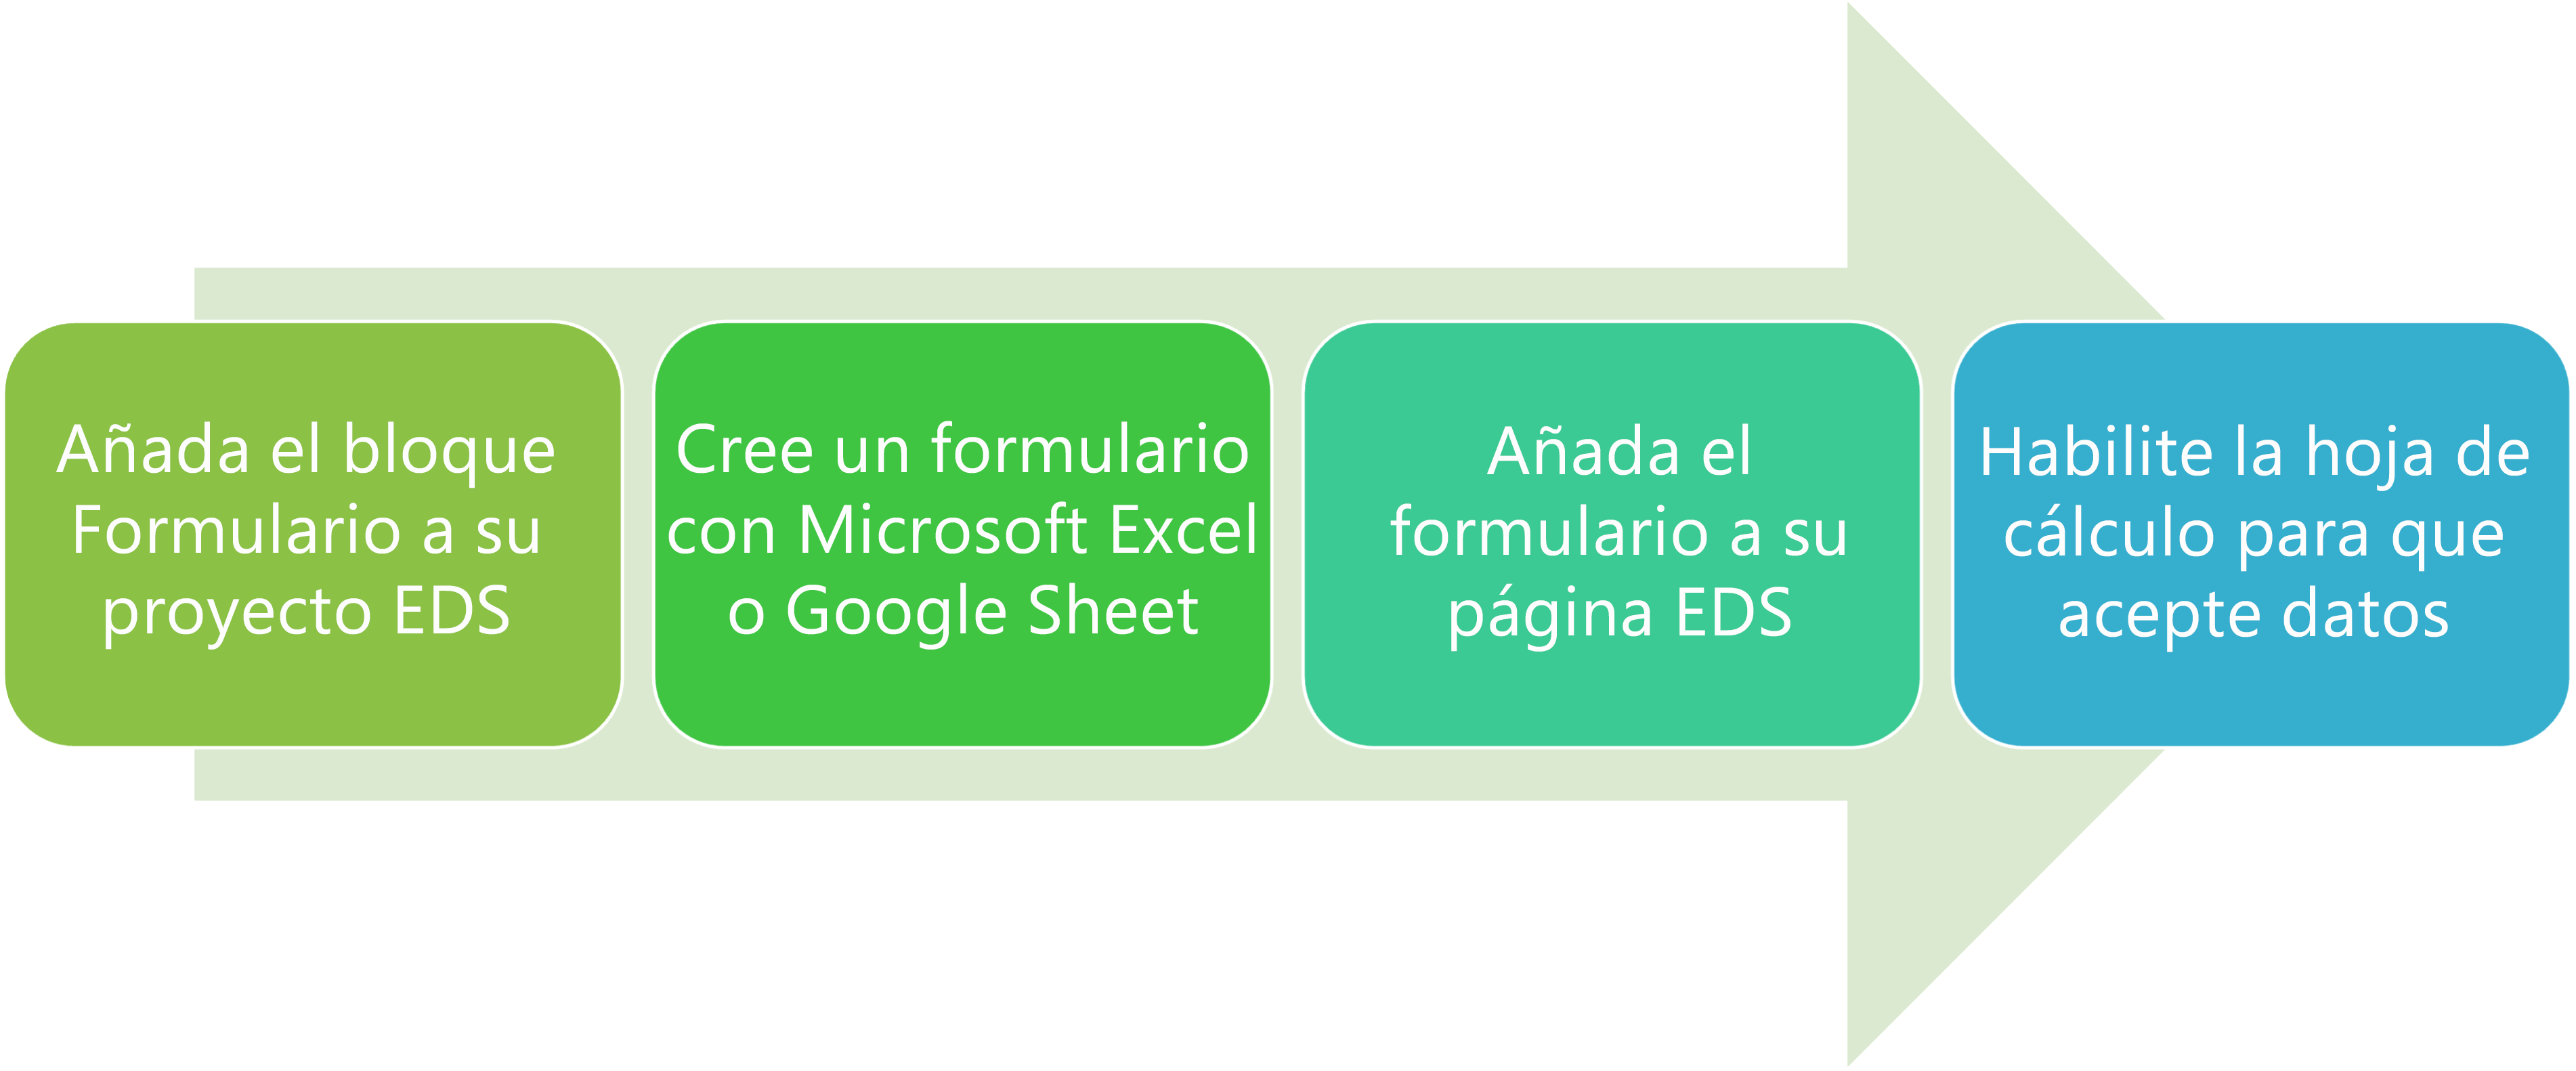 Añada el bloque
Formulario a su
proyecto EDS
Cree un formulario
con Microsoft Excel
o Google Sheet
Añada el
formulario a su
página EDS
Habilite la hoja de
cálculo para que
acepte datos